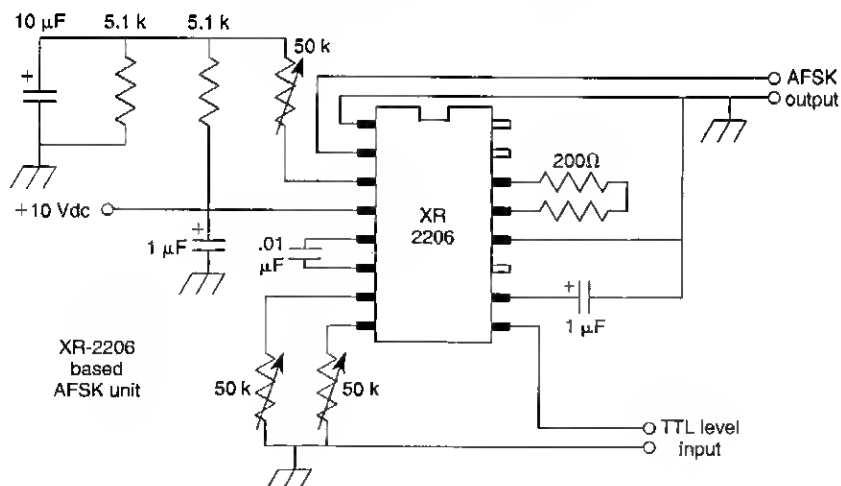 10 µF 5.1 k 5.1 k
50 k
+
AFSK
output
200Ω
+10 Vdc
XR
2206
+
1 µF
.01
µF
+
1 µF
XR-2206
based
AFSK unit
50 k
50 k
TTL level
input